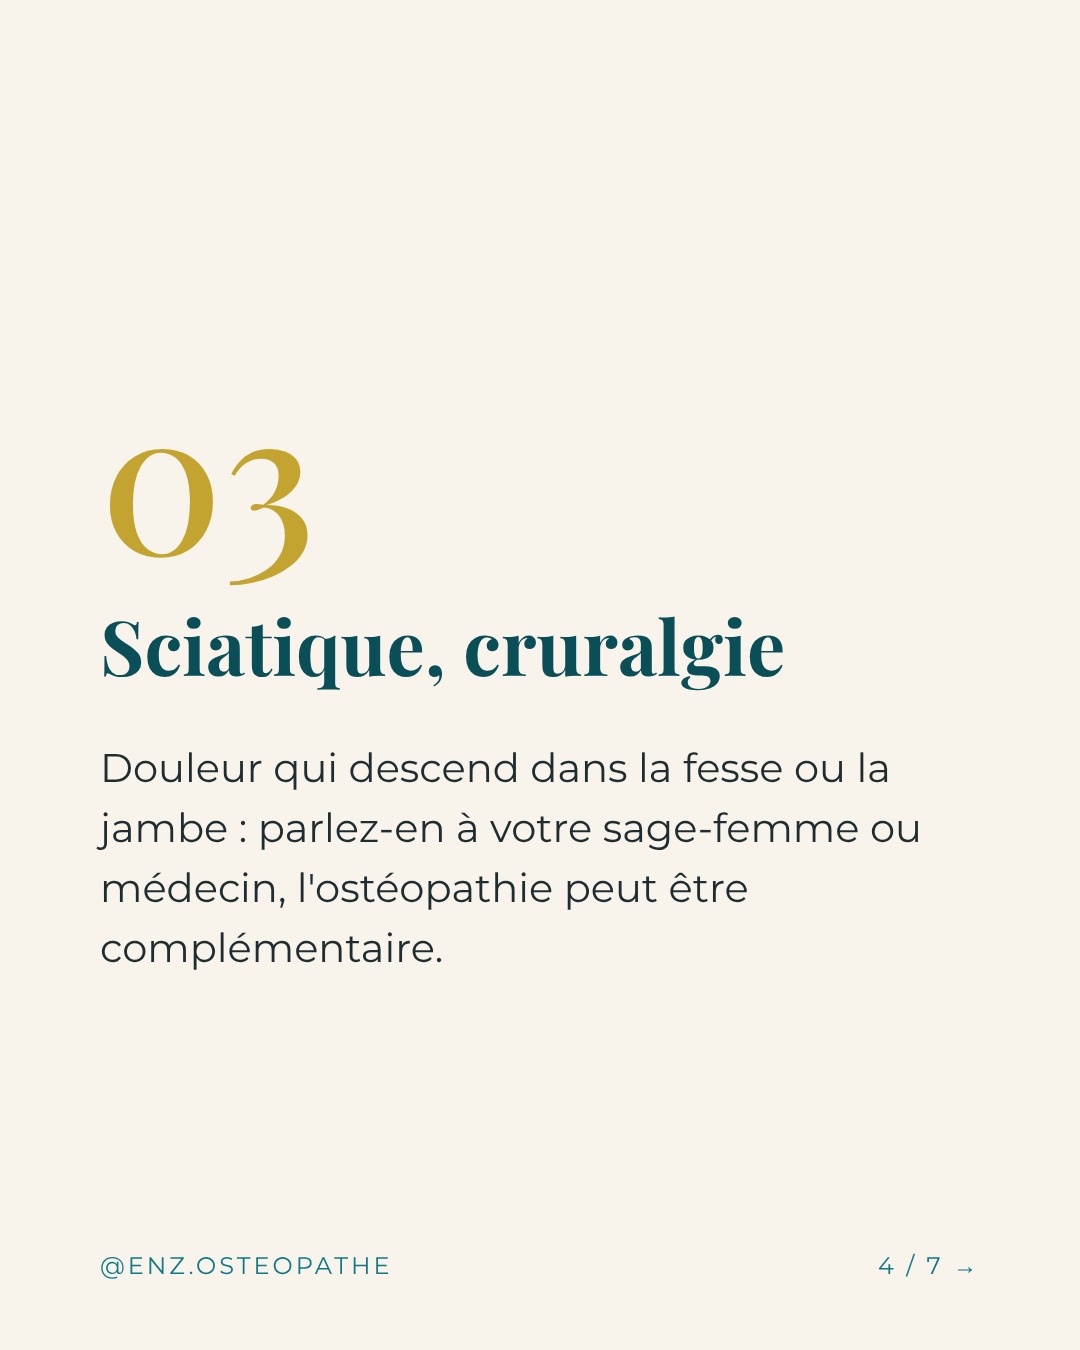 03
Sciatique, cruralgie
Douleur qui descend dans la fesse ou la
jambe : parlez-en à votre sage-femme ou
médecin, l'ostéopathie peut être
complémentaire.
@ENZ.OSTEOPATHE
4 / 7 →